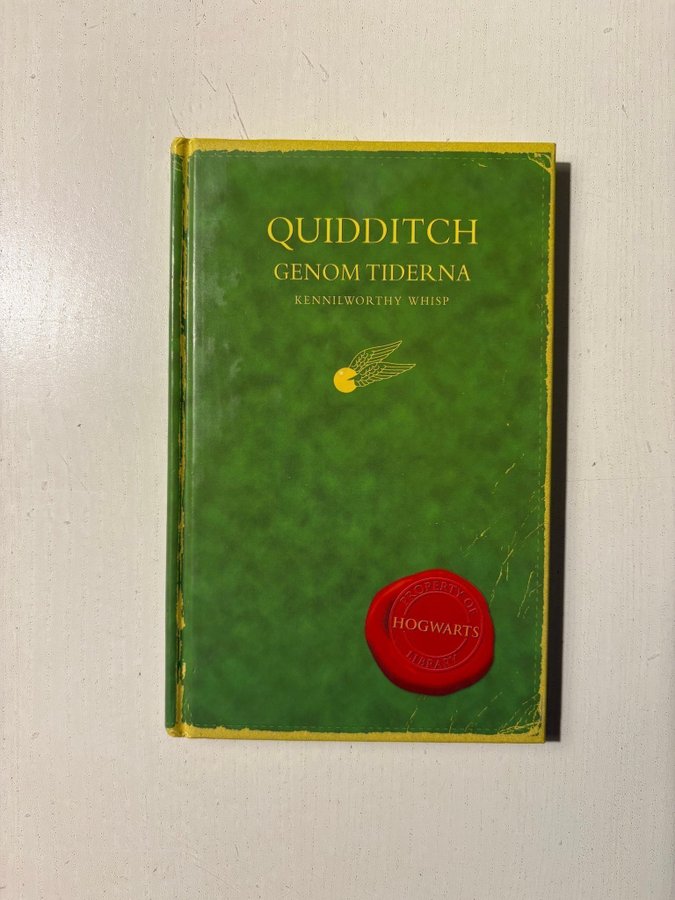 QUIDDITCH
GENOM TIDERNA
KENNILWORTHY WHISP
PROPERTY OF
HOGWARTS
LIBRARY